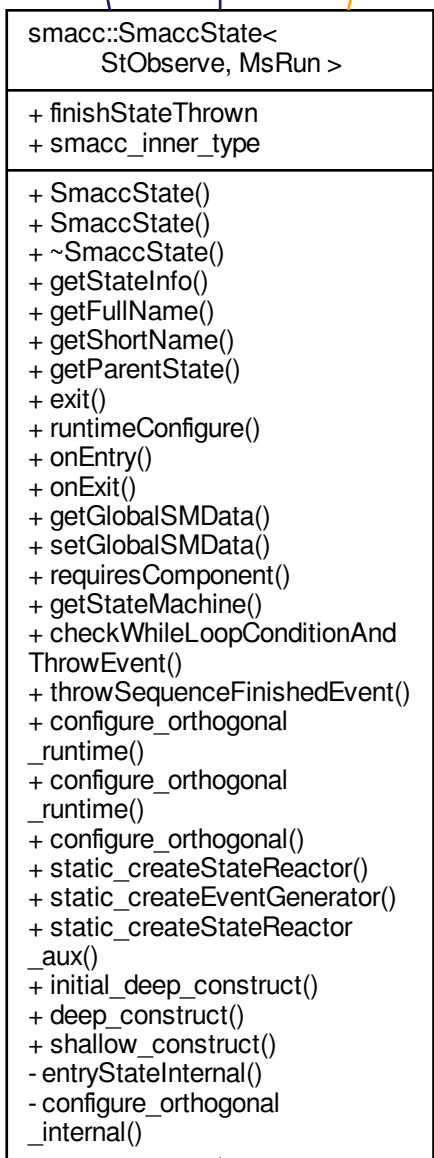 smacc::SmaccState<
StObserve, MsRun >
+ finishStateThrown
+ smacc_inner_type
+ SmaccState()
+ SmaccState()
+ ~SmaccState()
+ getStateInfo()
+ getFullName()
+ getShortName()
+ getParentState()
+ exit()
+ runtimeConfigure()
+ onEntry()
+ onExit()
+ getGlobalSMData()
+ setGlobalSMData()
+ requiresComponent()
+ getStateMachine()
+ checkWhileLoopConditionAnd
ThrowEvent()
+ throwSequenceFinishedEvent()
+ configure_orthogonal
_runtime()
+ configure_orthogonal
_runtime()
+ configure_orthogonal()
+ static_createStateReactor()
+ static_createEventGenerator()
+ static_createStateReactor
_aux()
+ initial_deep_construct()
+ deep_construct()
+ shallow_construct()
- entryStateInternal()
- configure_orthogonal
_internal()